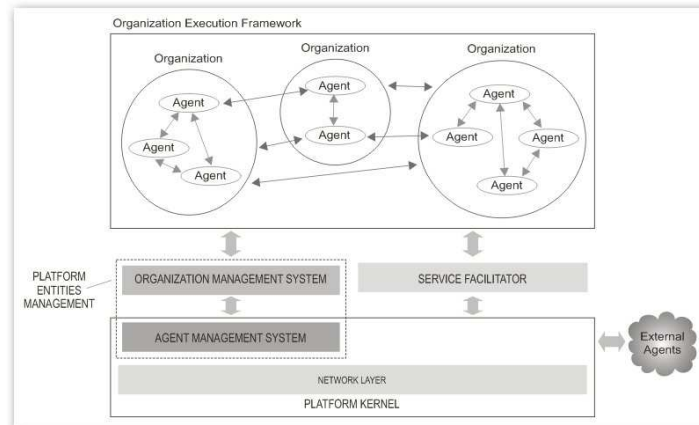 Organization Execution Framework
Organization
Organization
Organization
Agent
Agent
Agent
Agent
Agent
Agent
Agent
Agent
Agent
PLATFORM
ENTITIES
MANAGEMENT
ORGANIZATION MANAGEMENT SYSTEM
SERVICE FACILITATOR
AGENT MANAGEMENT SYSTEM
External
Agents
NETWORK LAYER
PLATFORM KERNEL